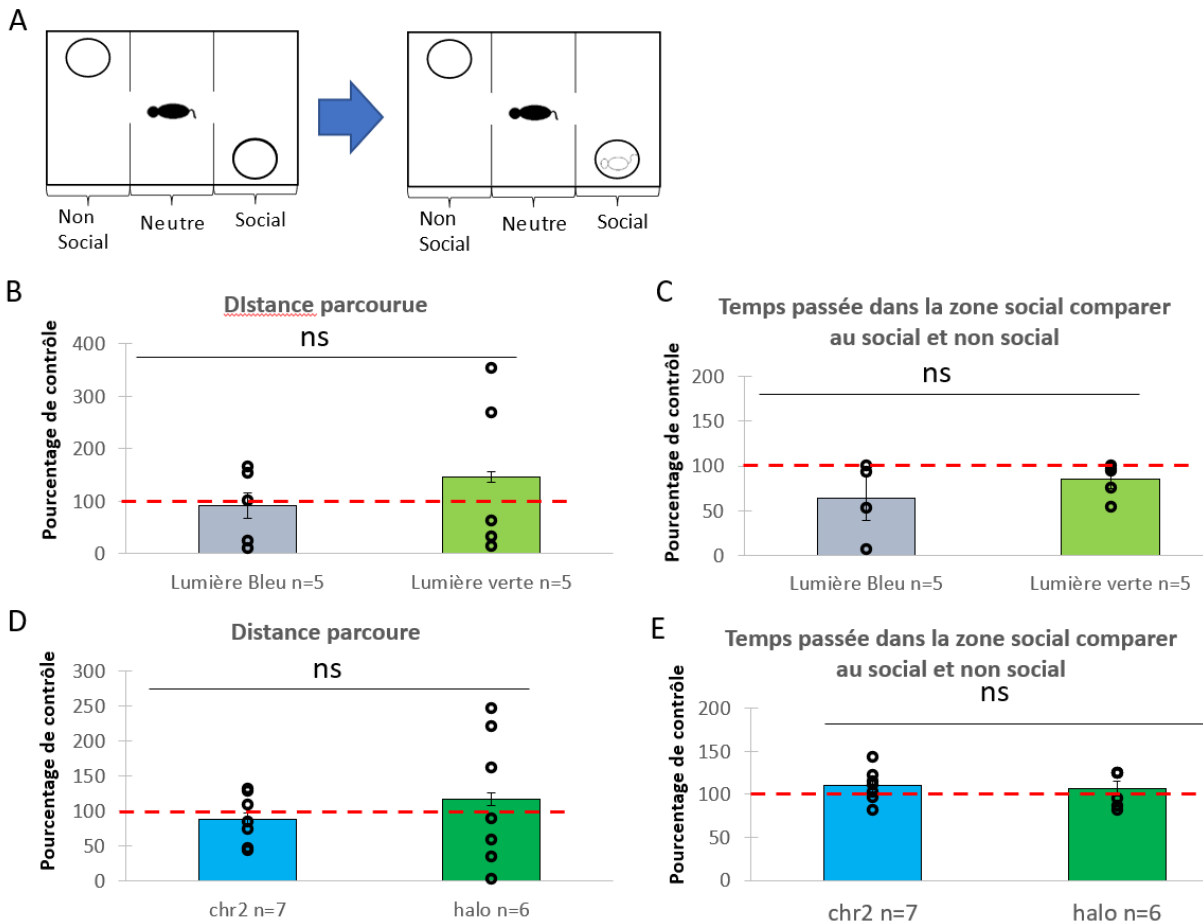 A
Non
Social
Neutre
Social
Non
Social
Neutre
Social
B
DIstance parcourue
ns
Pourcentage de contrôle
400
300
200
100
0
Lumière Bleu n=5
Lumière verte n=5
C
Temps passée dans la zone social comparer
au social et non social
ns
Pourcentage de contrôle
200
150
100
50
0
Lumière Bleu n=5
Lumière verte n=5
D
Distance parcoure
ns
Pourcentage de contrôle
300
250
200
150
100
50
0
chr2 n=7
halo n=6
E
Temps passée dans la zone social comparer
au social et non social
ns
Pourcentage de contrôle
200
150
100
50
0
chr2 n=7
halo n=6